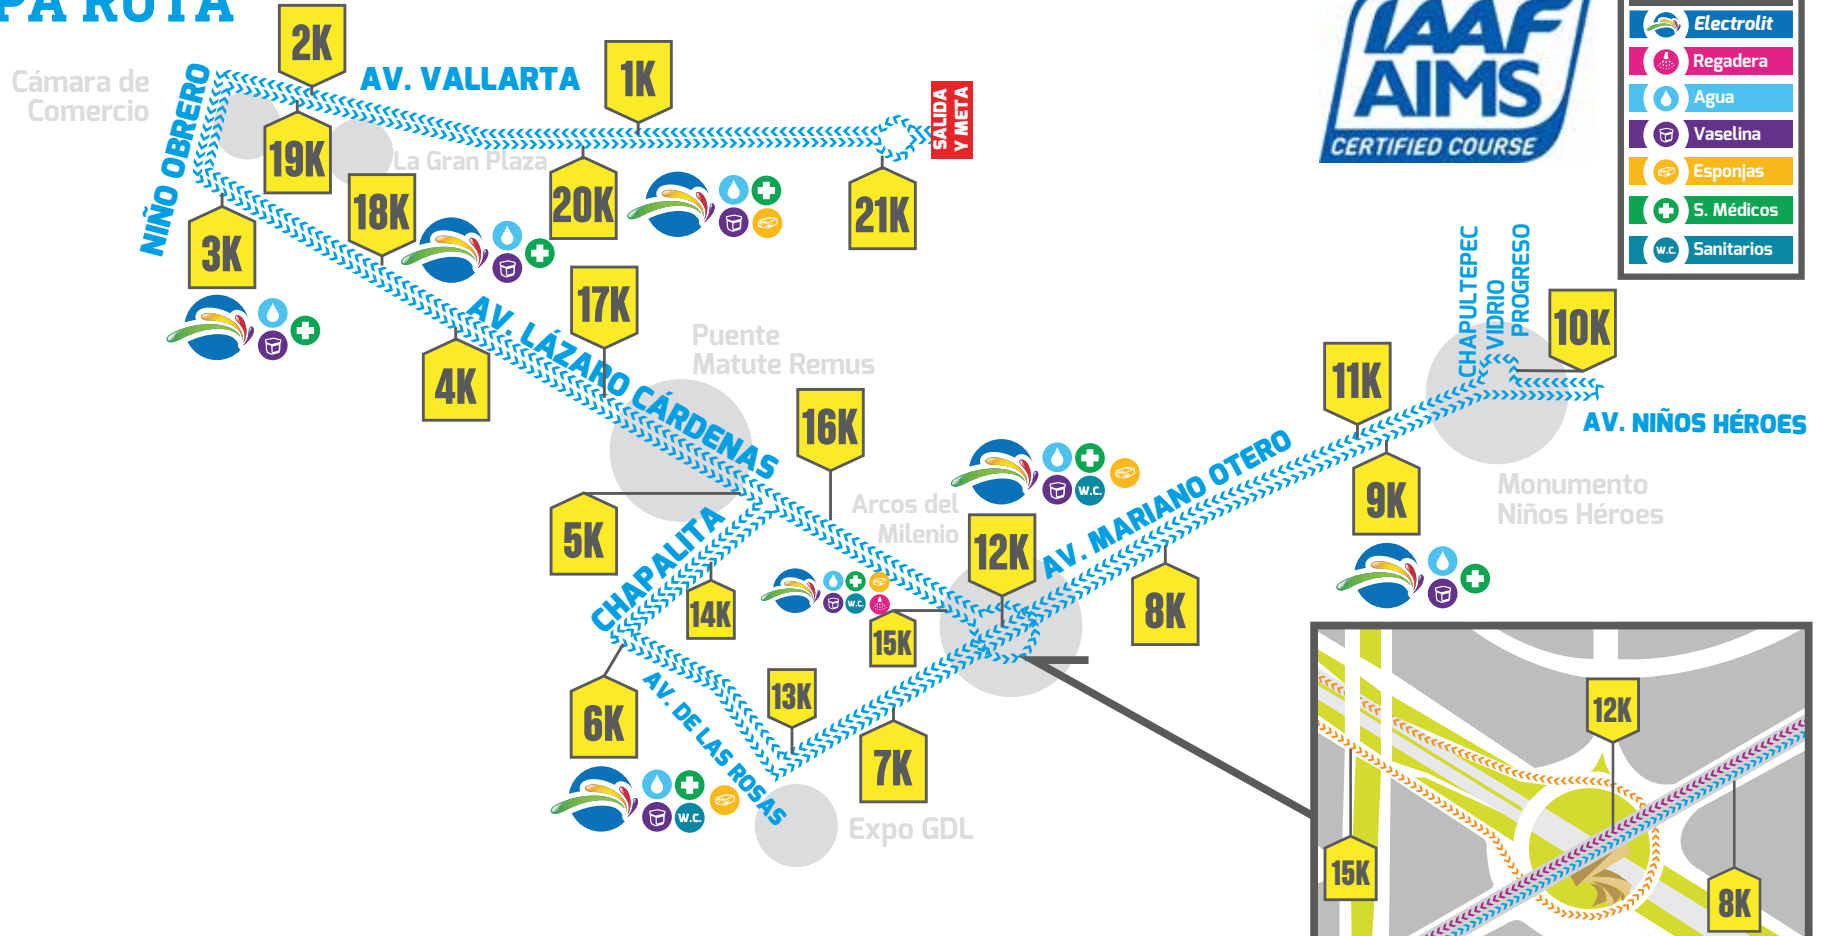 PA RUTA
Cámara de
Comercio
NIÑO OBRERO
2K
AV. VALLARTA
1K
SALIDA
Y META
19K
La Gran Plaza
18K
20K
21K
3K
17K
AV. LÁZARO CÁRDENAS
4K
Puente
Matute Remus
16K
5K
CHAPALITA
Arcos del
Milenio
12K
AV. MARIANO OTERO
W.C.
14K
W.C.
15K
8K
6K
AV. DE LAS ROSAS
13K
7K
W.C.
Expo GDL
11K
9K
CHAPULTEPEC
VIDRIO
PROGRESO
10K
AV. NIÑOS HÉROES
Monumento
Niños Héroes
IAAF
AIMS
CERTIFIED COURSE
Electrolit
Regadera
Agua
Vaselina
Esponjas
S. Médicos
W.C. Sanitarios
12K
15K
8K